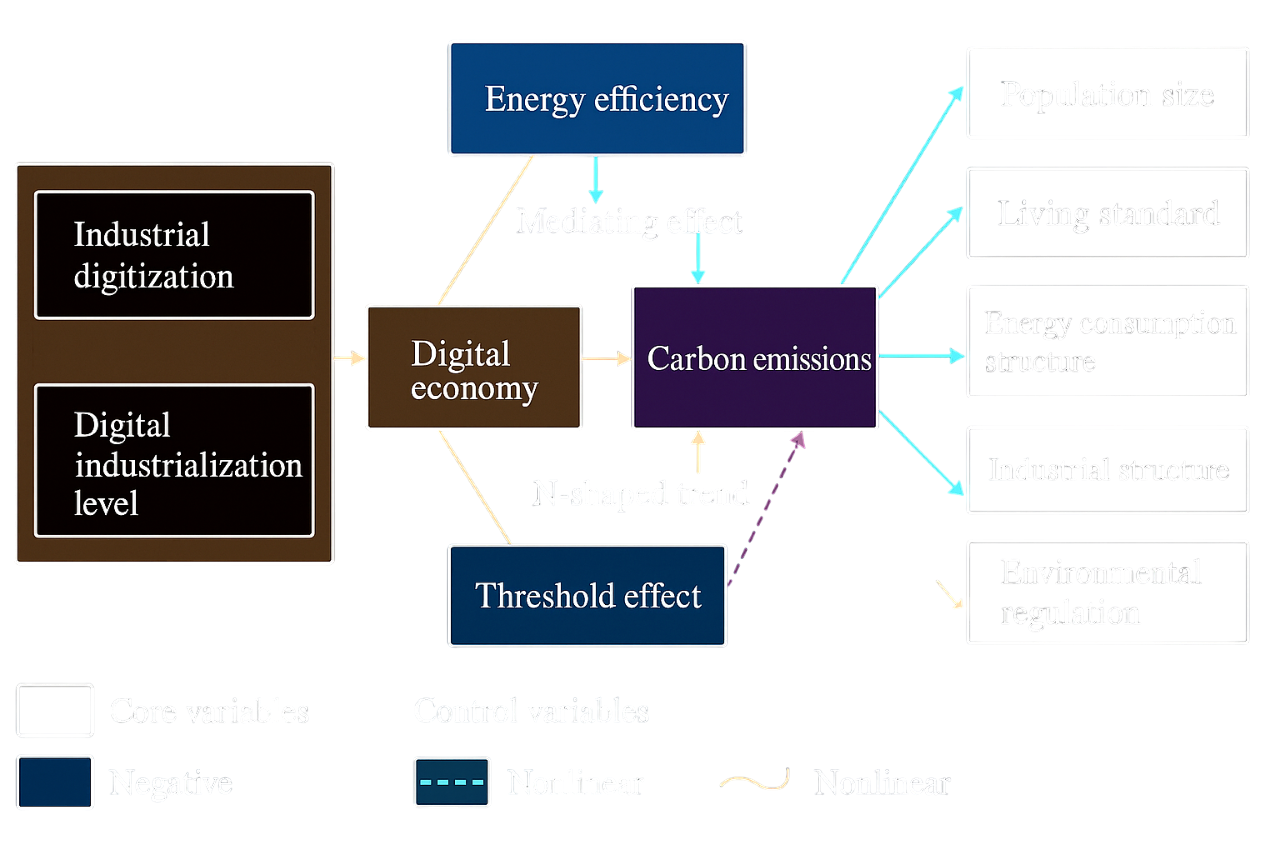 Energy efficiency
Population size
Mediating effect
Living standard
Industrial
digitization
Energy consumption
structure
Digital
economy
Carbon emissions
Digital
industrialization
level
Industrial structure
N-shaped trend
Threshold effect
Environmental
regulation
Core variables
Control variables
Negative
Nonlinear